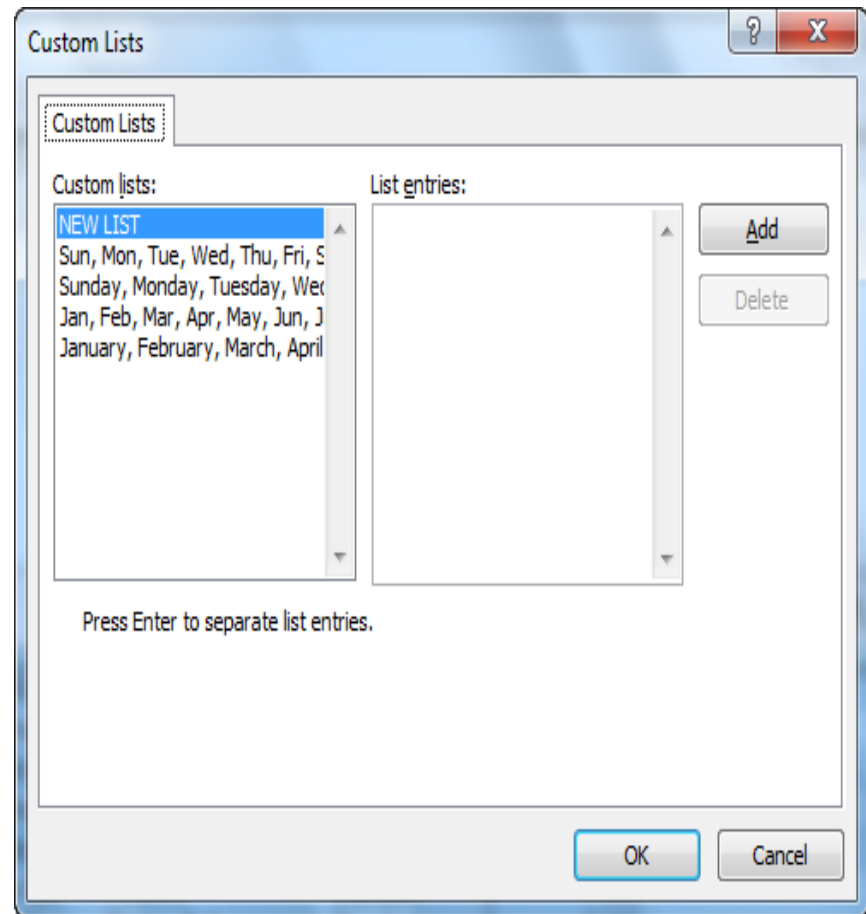 Custom Lists
?
X
Custom Lists
Custom lists:
List entries:
NEW LIST
Sun, Mon, Tue, Wed, Thu, Fri, S
Sunday, Monday, Tuesday, Wed
Jan, Feb, Mar, Apr, May, Jun, J
January, February, March, April
Add
Delete
Press Enter to separate list entries.
OK
Cancel